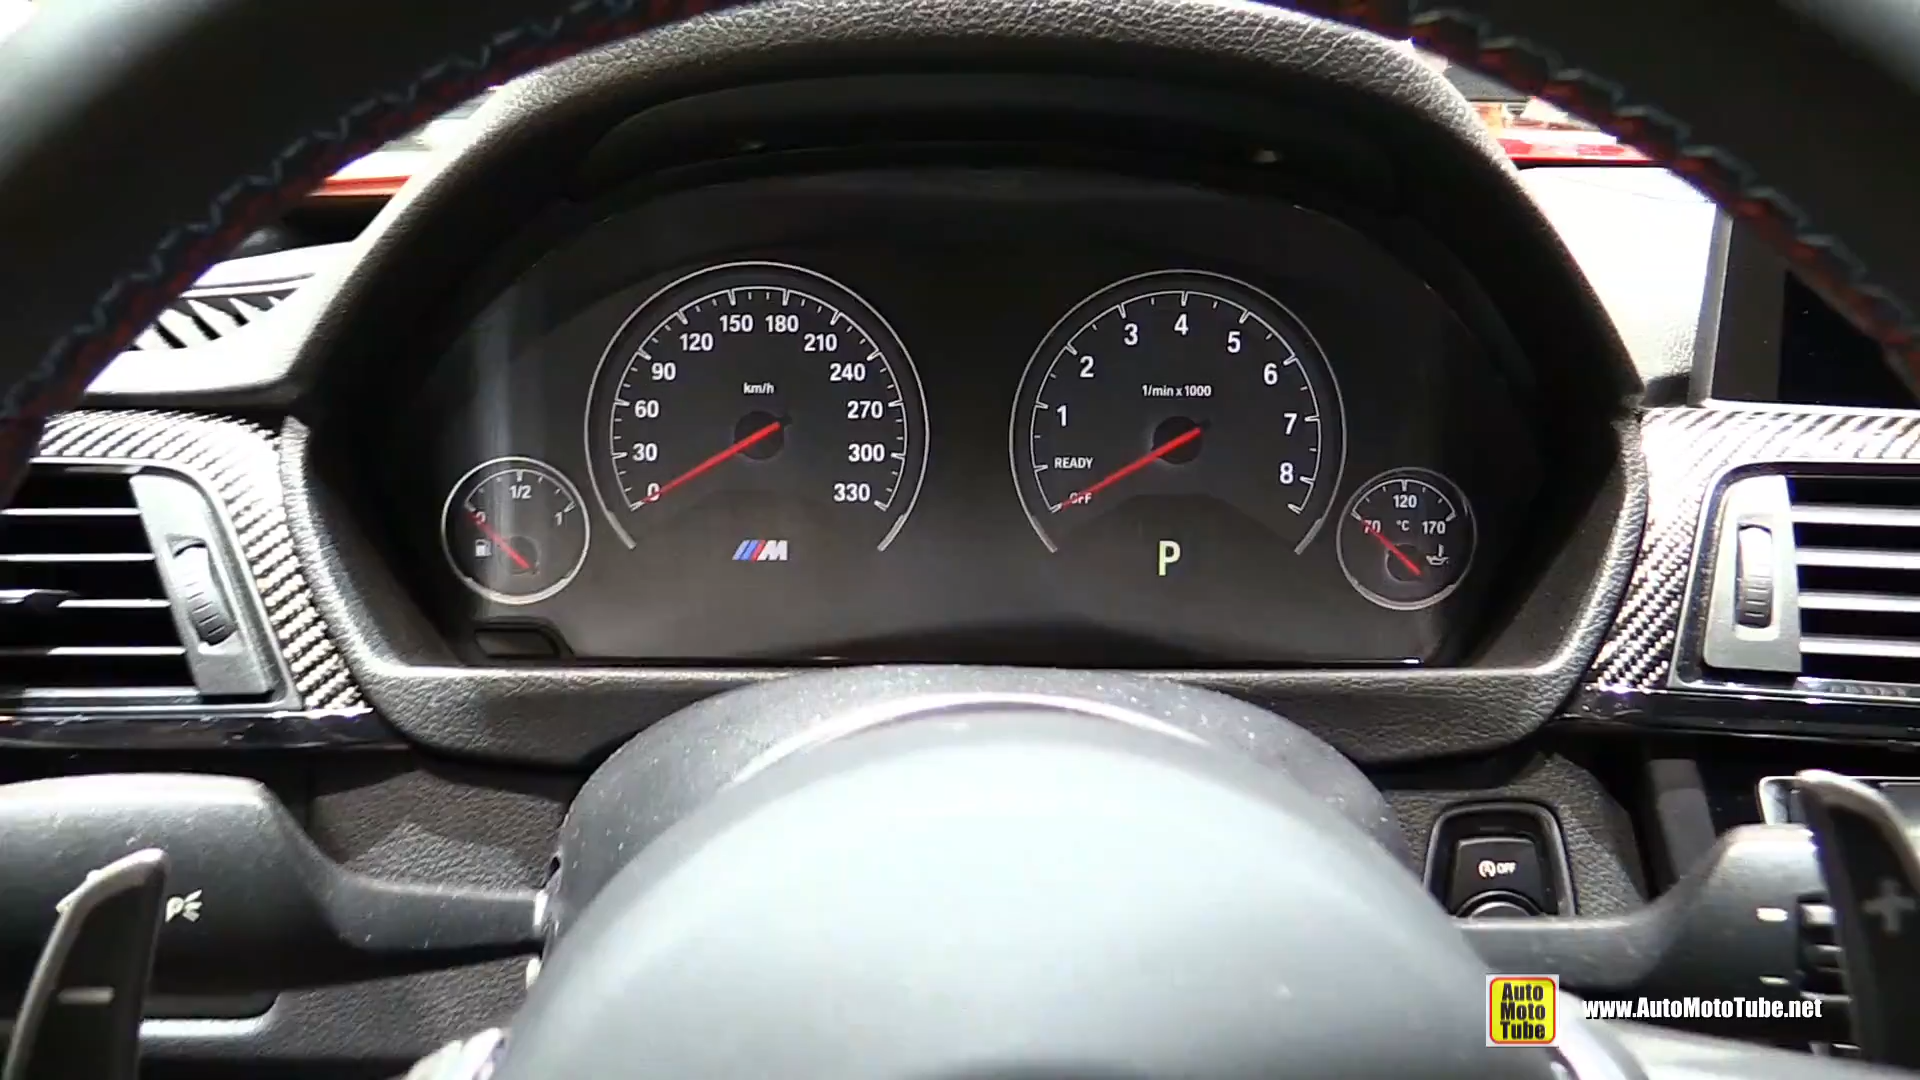 0 30 60 90 120 150 180 210 240 270 300 330
km/h
M
OFF READY 1 2 3 4 5 6 7 8
1/min x 1000
P
0 1/2 1
70 120 170
°C
P
OFF
−
+
Auto
Moto
Tube
www.AutoMotoTube.net